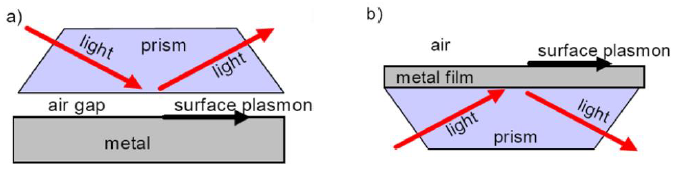 a)
prism
light
light
air gap
surface plasmon
metal
b)
air
surface plasmon
metal film
light
light
prism